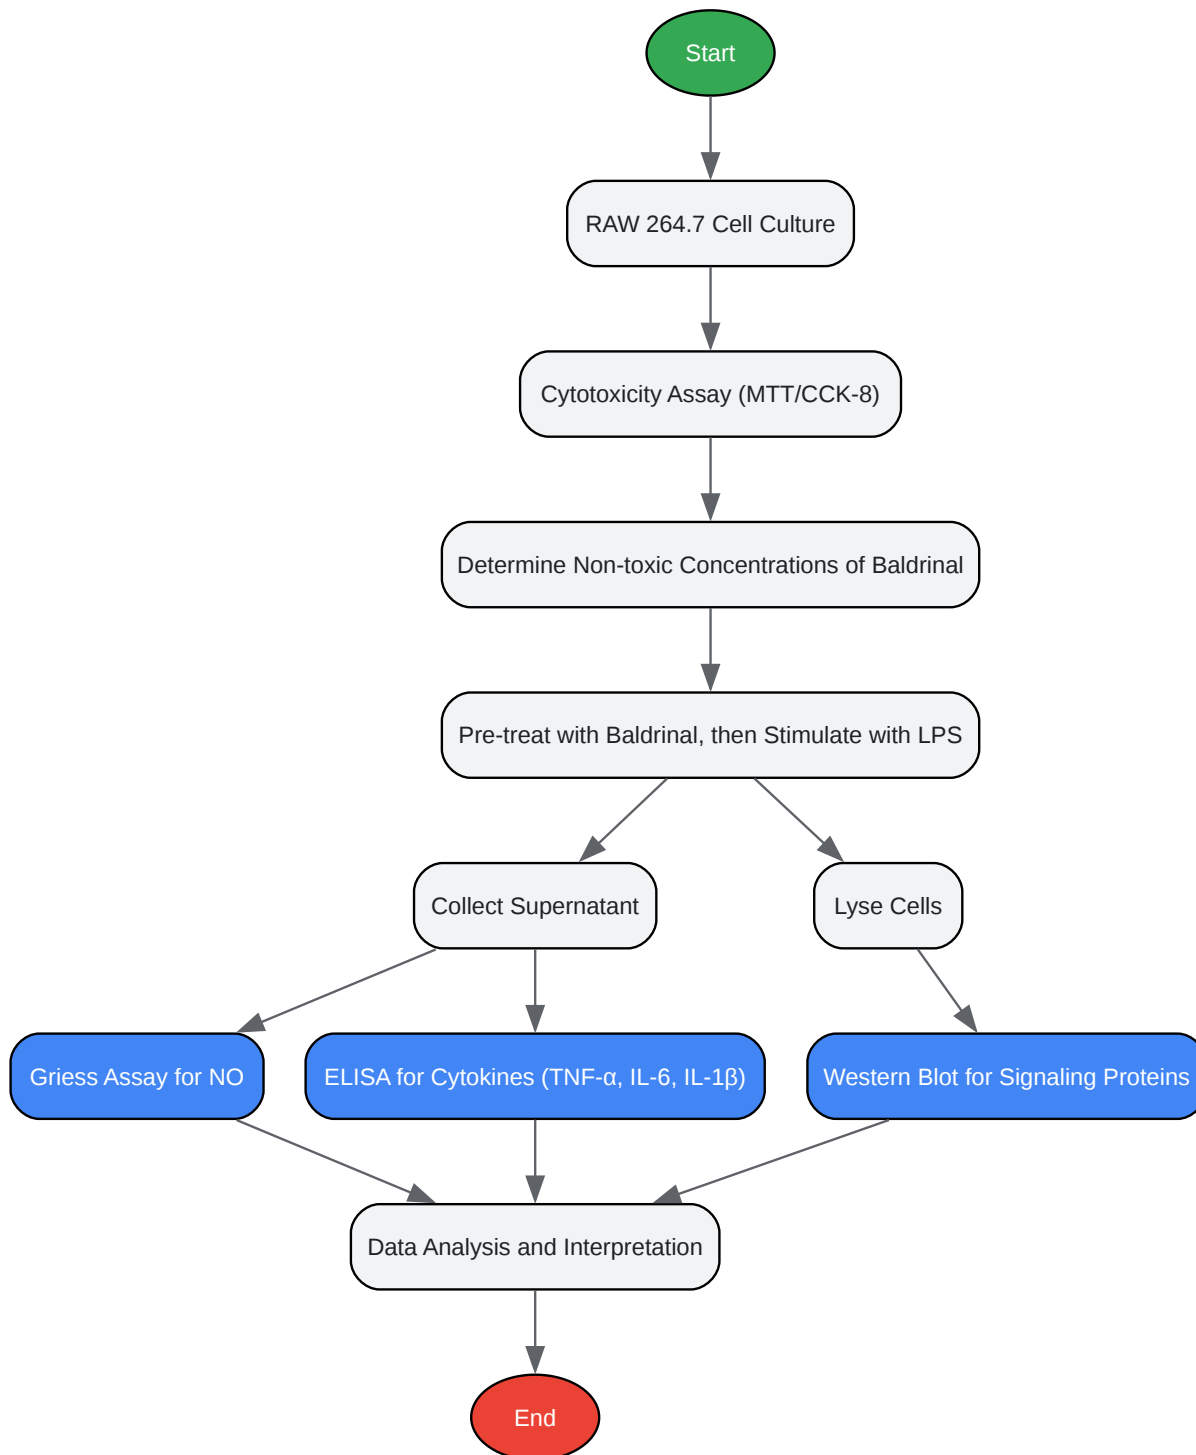 Start
RAW 264.7 Cell Culture
Cytotoxicity Assay (MTT/CCK-8)
Determine Non-toxic Concentrations of Baldrinal
Pre-treat with Baldrinal, then Stimulate with LPS
Collect Supernatant
Lyse Cells
Griess Assay for NO
ELISA for Cytokines (TNF-α, IL-6, IL-1β)
Western Blot for Signaling Proteins
Data Analysis and Interpretation
End